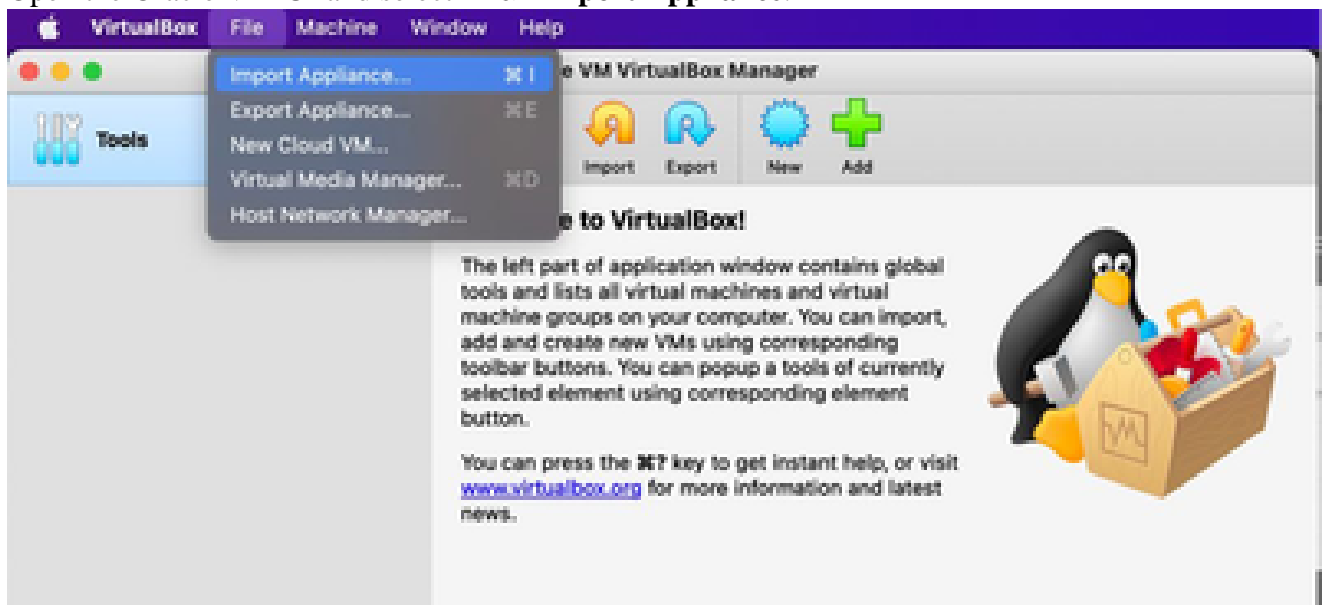 VirtualBox File Machine Window Help
Import Appliance... ⌘ I
Export Appliance... ⌘ E
New Cloud VM...
Virtual Media Manager... ⌘ D
Host Network Manager...
e VM VirtualBox Manager
Tools
Import Export New Add
e to VirtualBox!
The left part of application window contains global
tools and lists all virtual machines and virtual
machine groups on your computer. You can import,
add and create new VMs using corresponding
toolbar buttons. You can popup a tools of currently
selected element using corresponding element
button.
You can press the ⌘? key to get instant help, or visit
www.virtualbox.org for more information and latest
news.